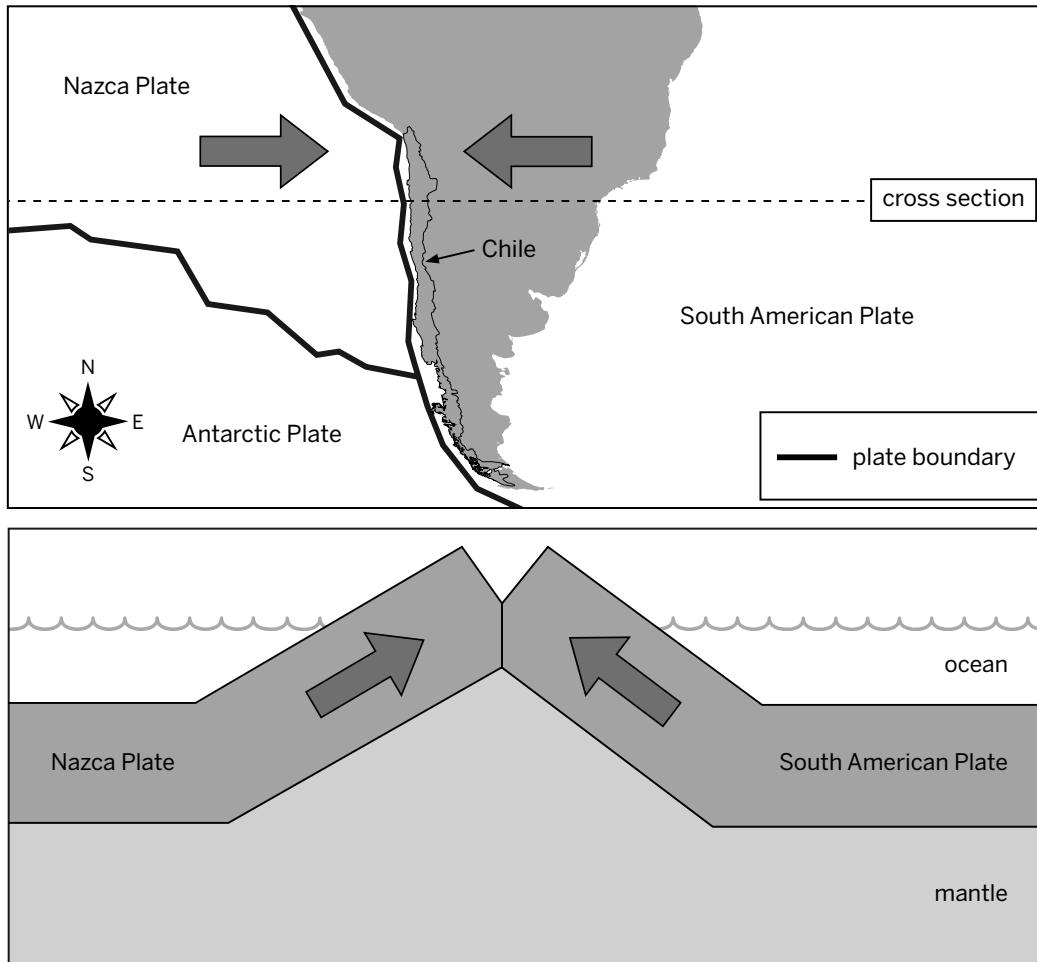 Nazca Plate
cross section
Chile
South American Plate
N
W
E
S
Antarctic Plate
plate boundary
ocean
Nazca Plate
South American Plate
mantle